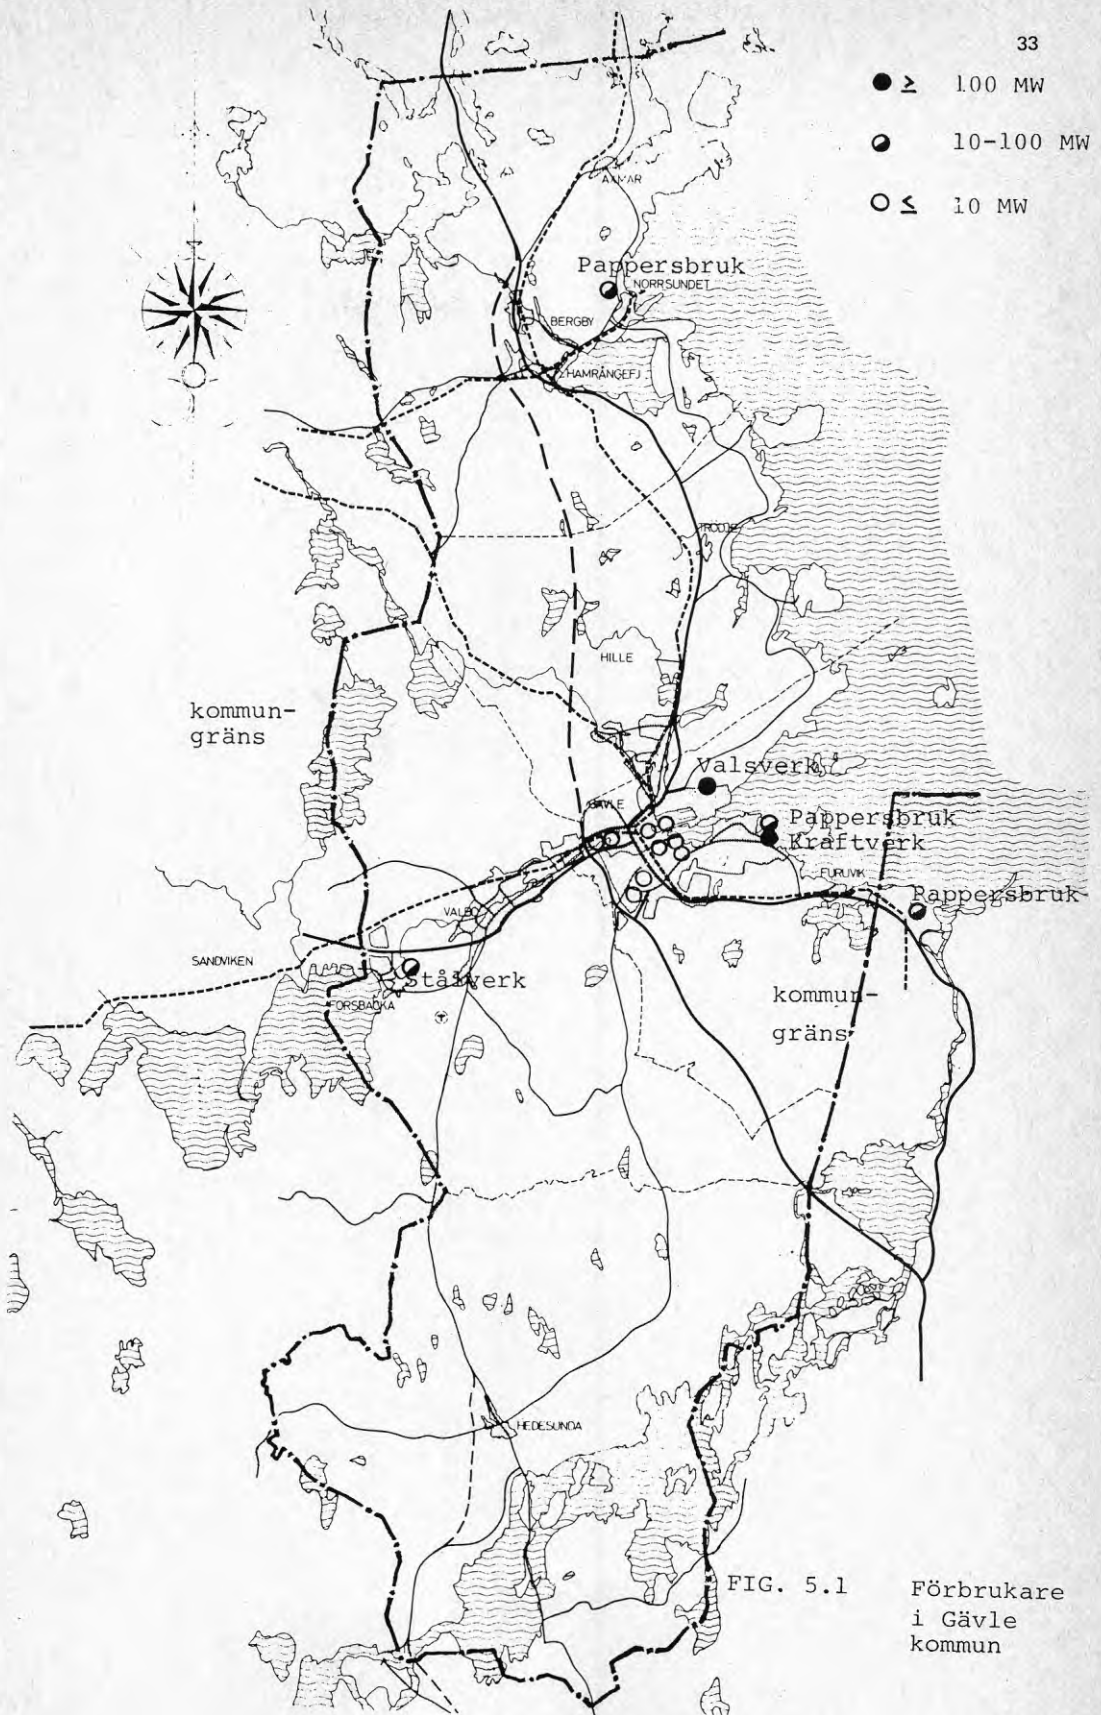 33
≥ 100 MW
10-100 MW
≤ 10 MW
AXMAR
Pappersbruk
NORRSUNDET
BERGBY
HAMRÅNGEFJ
TRÖDJE
HILLE
kommun-
gräns
Valsverk
GÄVLE
Pappersbruk
Kraftverk
FURUVIK
Pappersbruk
VALBO
SANDVIKEN
Stålverk
FORSBACKA
kommun-
gräns
HEDESUNDA
FIG. 5.1 Förbrukare
i Gävle
kommun